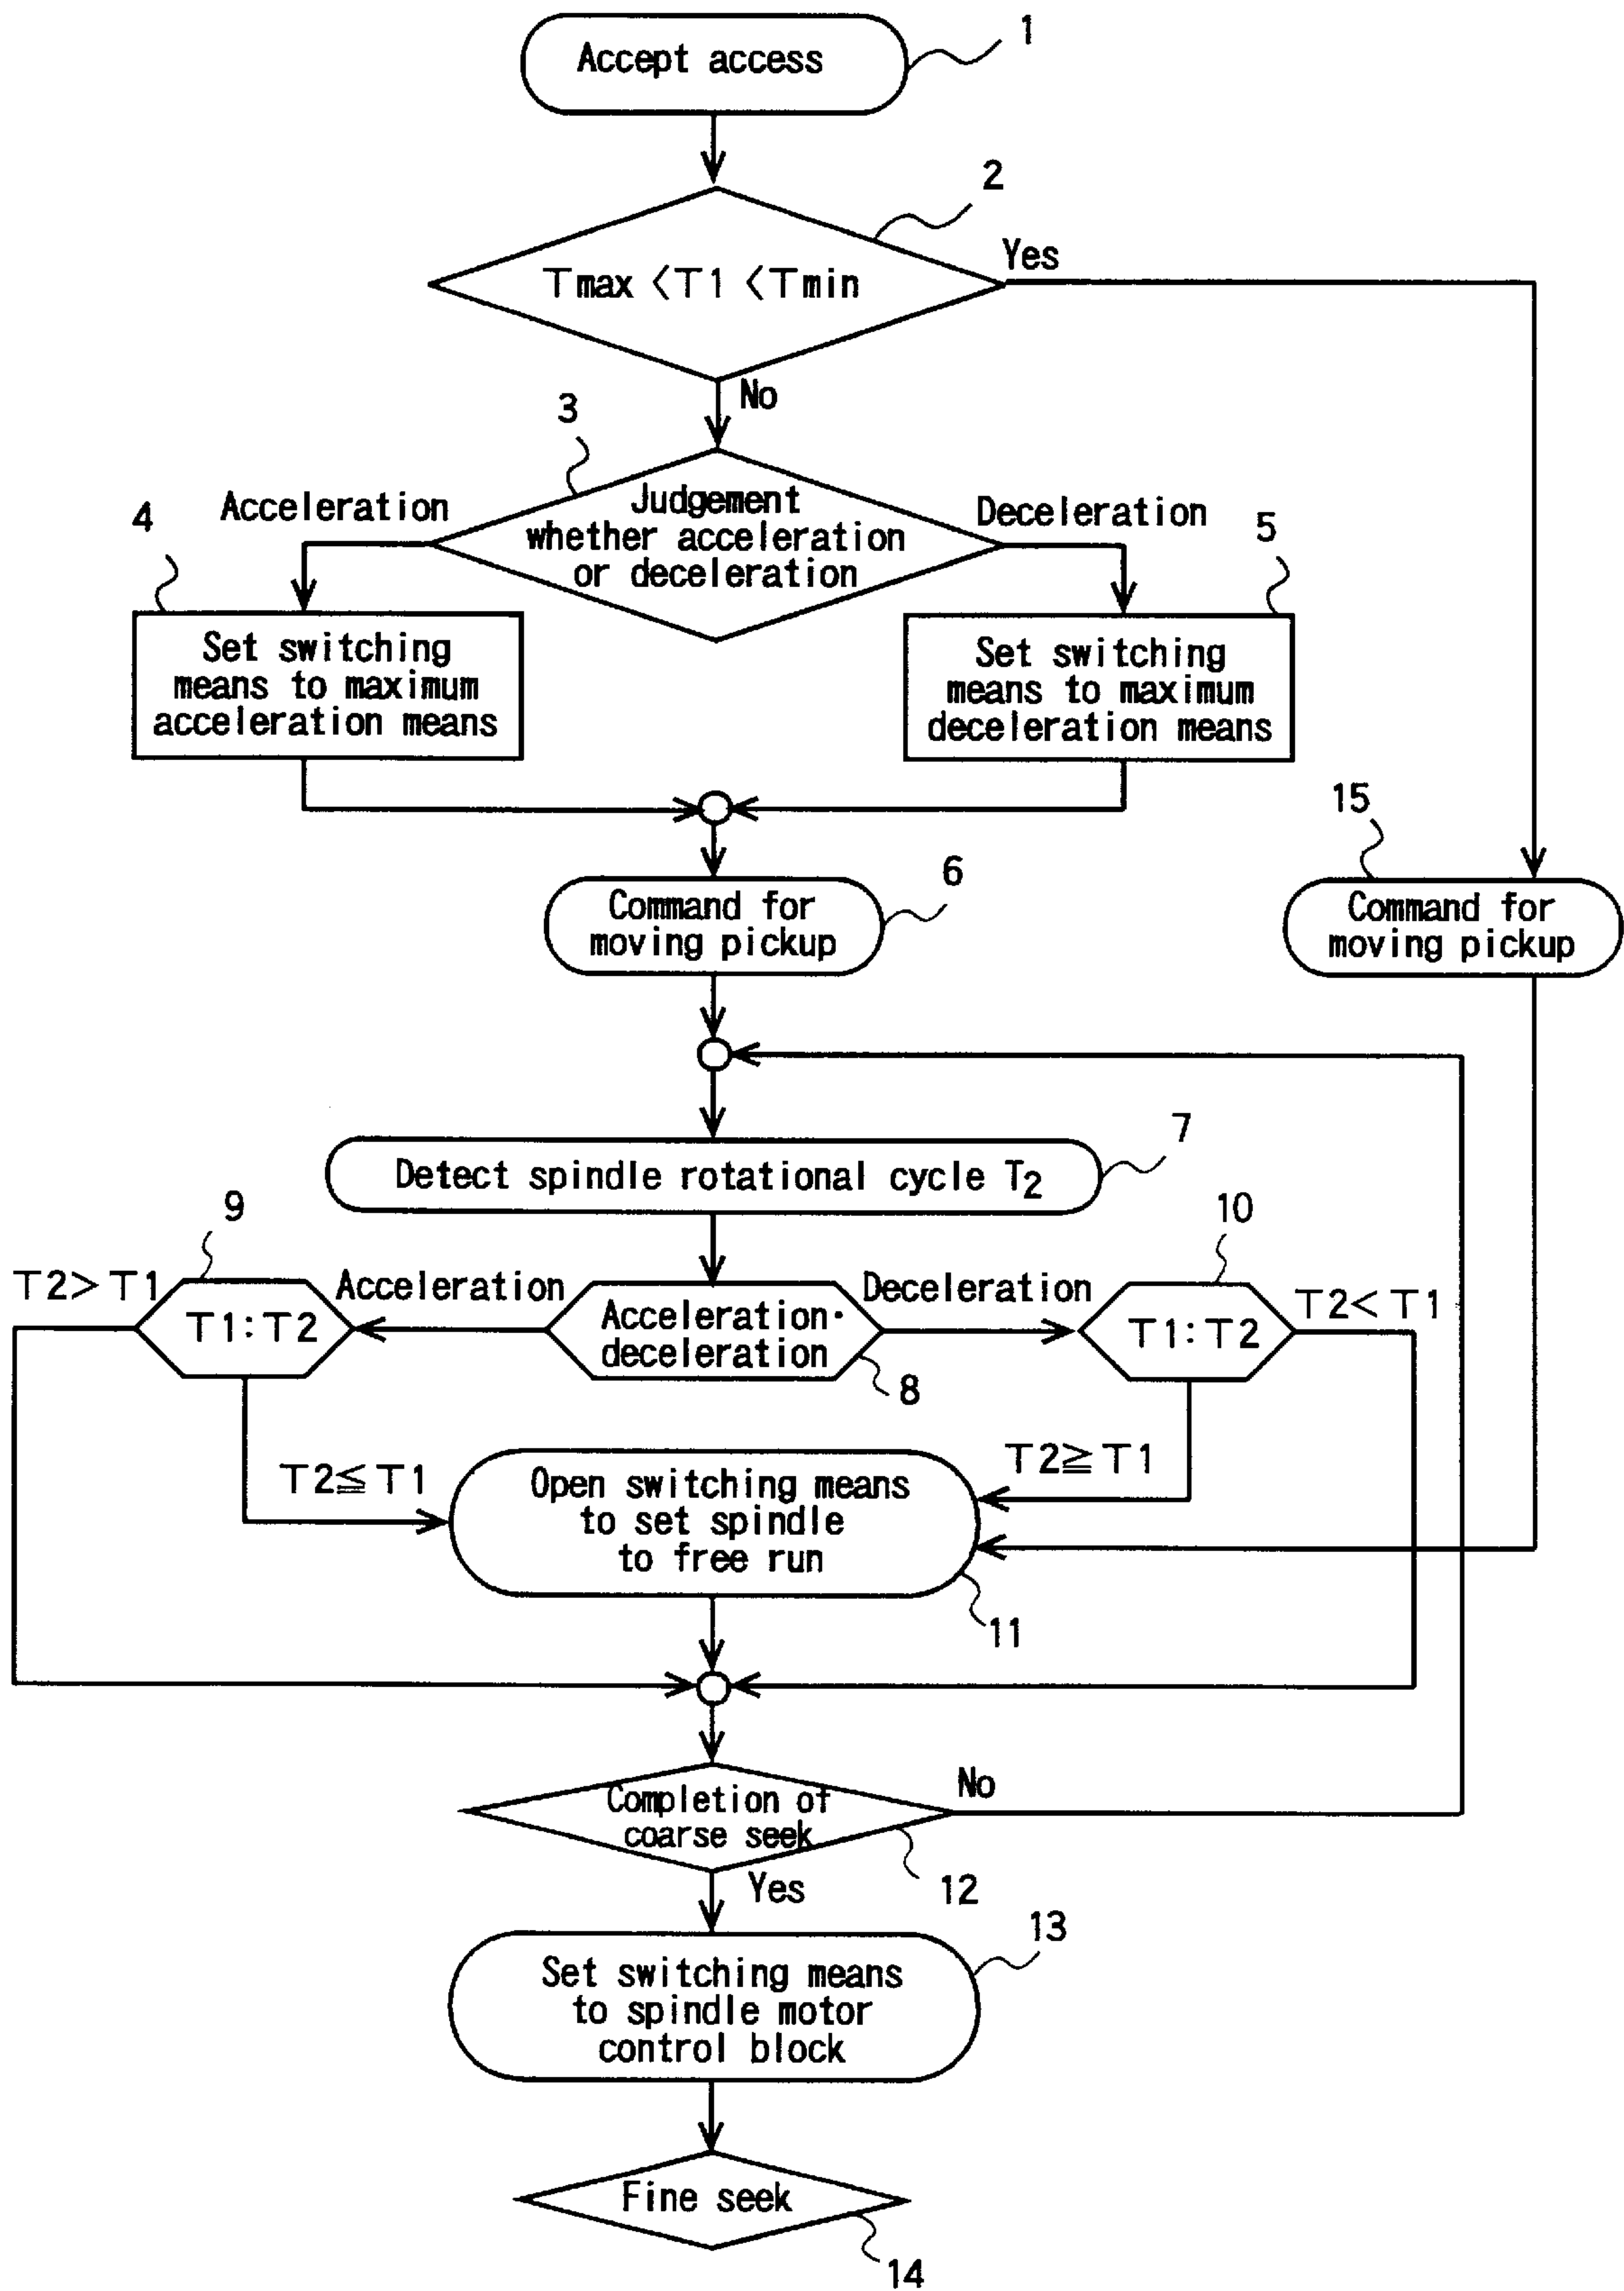 1
Accept access
2
Yes
Tmax <T1 <Tmin
No
3
Acceleration
Judgement
whether acceleration
or deceleration
Deceleration
4
5
Set switching
means to maximum
acceleration means
Set switching
means to maximum
deceleration means
15
6
Command for
moving pickup
Command for
moving pickup
7
Detect spindle rotational cycle T2
9
10
T2> T1
Acceleration
Deceleration
T2< T1
T1:T2
Acceleration·
deceleration
T1:T2
8
T2≦ T1
T2≧ T1
Open switching means
to set spindle
to free run
11
Completion of
coarse seek
No
12
Yes
13
Set switching means
to spindle motor
control block
Fine seek
14